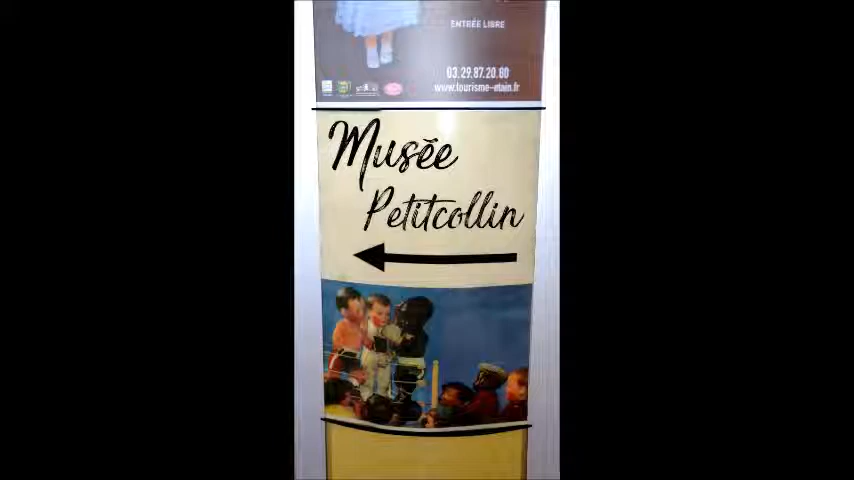 ENTRÉE LIBRE
03.29.87.20.80
www.tourisme-etain.fr
Musée
Petitcollin